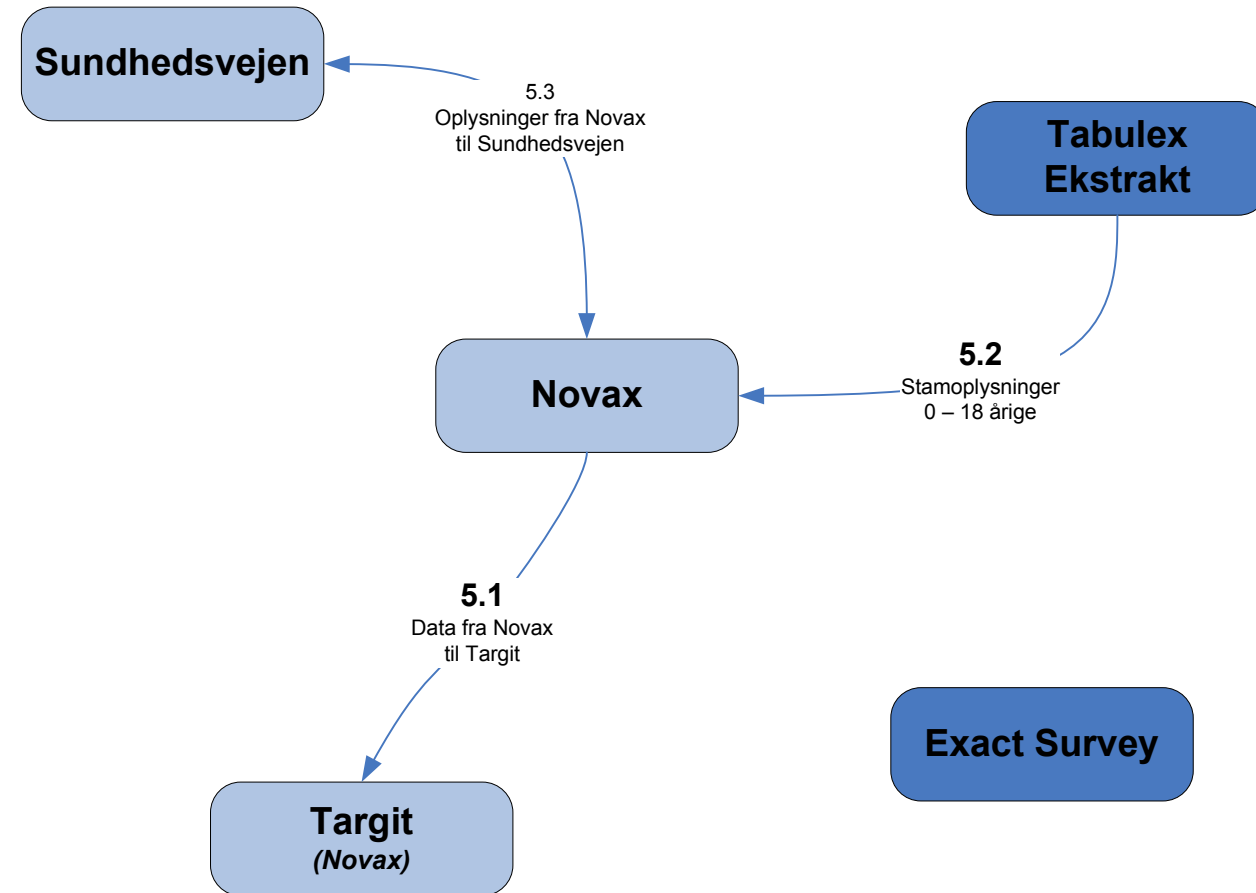 Sundhedsvejen
5.3
Oplysninger fra Novax
til Sundhedsvejen
Tabulex
Ekstrakt
Novax
5.2
Stamoplysninger
0 – 18 årige
5.1
Data fra Novax
til Targit
Exact Survey
Targit
(Novax)